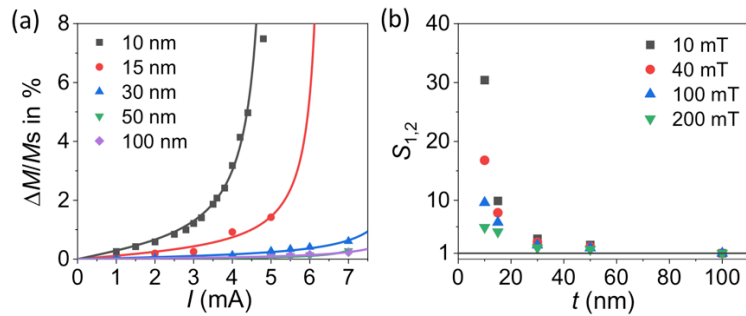 (a)
8
6
4
2
0
ΔM/Ms in %
10 nm
15 nm
30 nm
50 nm
100 nm
0 1 2 3 4 5 6 7
I (mA)
(b)
40
30
20
10
1
S1,2
10 mT
40 mT
100 mT
200 mT
0 20 40 60 80 100
t (nm)